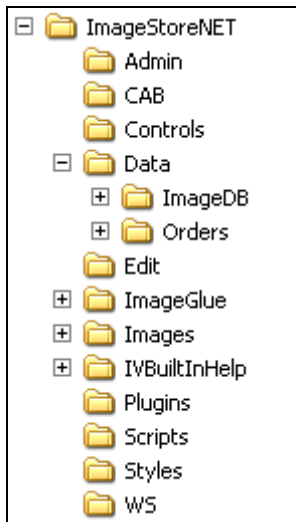 ImageStoreNET
Admin
CAB
Controls
Data
ImageDB
Orders
Edit
ImageGlue
Images
IVBuiltInHelp
Plugins
Scripts
Styles
WS